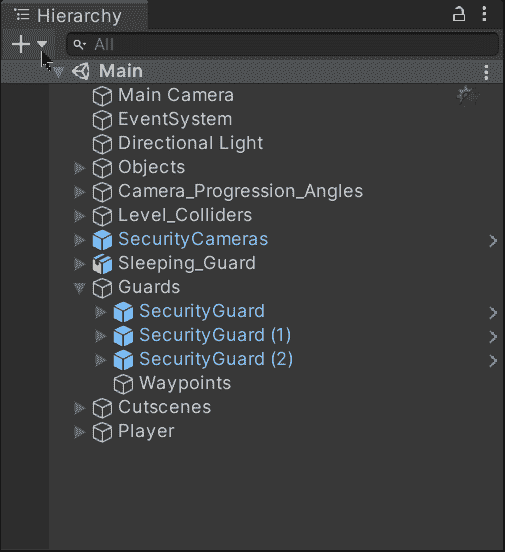 Hierarchy
All
Main
Main Camera
EventSystem
Directional Light
Objects
Camera_Progression_Angles
Level_Colliders
SecurityCameras
Sleeping_Guard
Guards
SecurityGuard
SecurityGuard (1)
SecurityGuard (2)
Waypoints
Cutscenes
Player